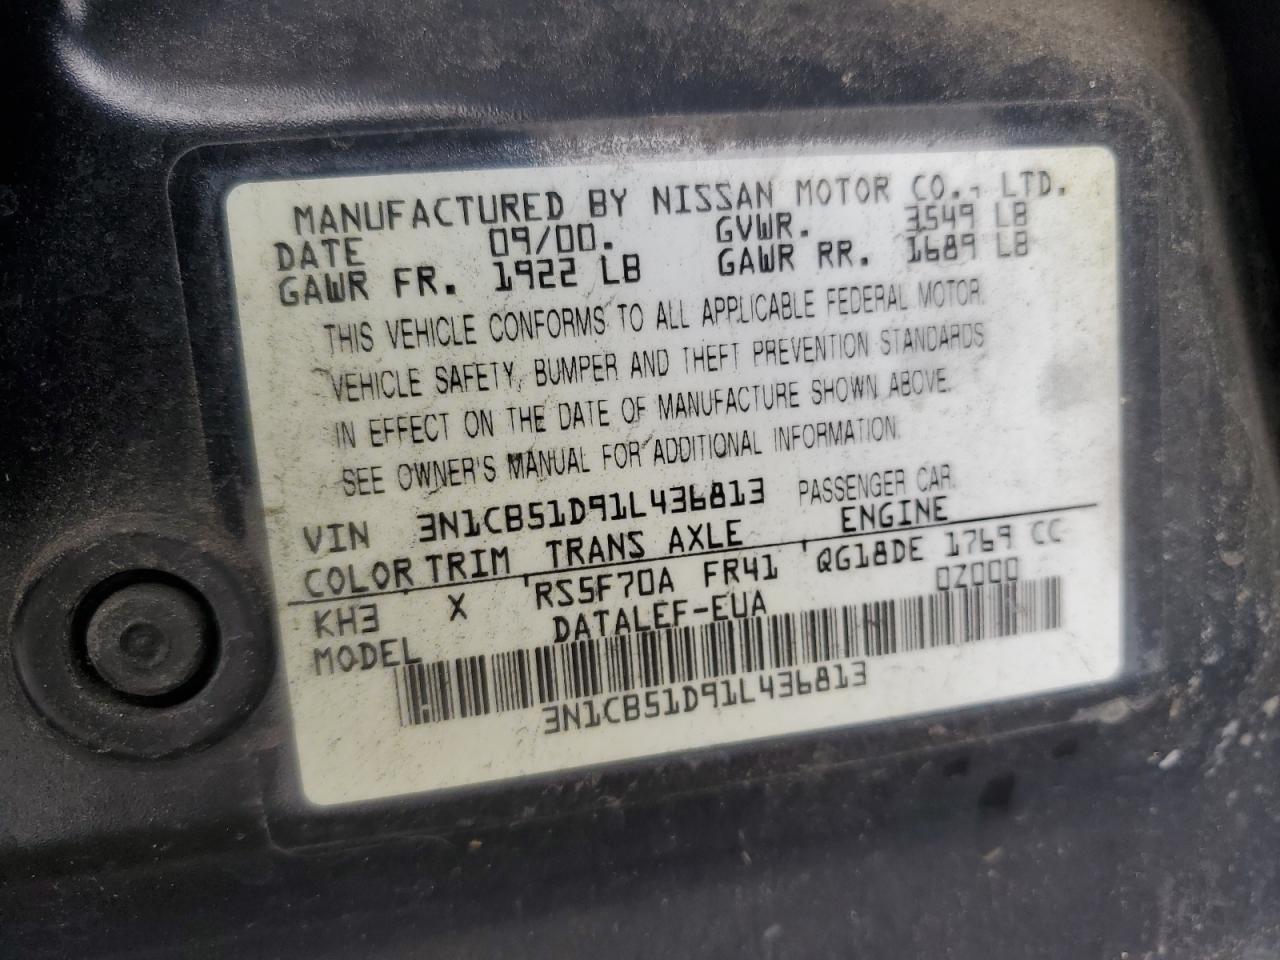 MANUFACTURED BY NISSAN MOTOR CO., LTD.
DATE 09/00. GVWR. 3549 LB
GAWR FR. 1922 LB GAWR RR. 1689 LB
THIS VEHICLE CONFORMS TO ALL APPLICABLE FEDERAL MOTOR
VEHICLE SAFETY, BUMPER AND THEFT PREVENTION STANDARDS
IN EFFECT ON THE DATE OF MANUFACTURE SHOWN ABOVE.
SEE OWNER'S MANUAL FOR ADDITIONAL INFORMATION.
VIN 3N1CB51D91L436813 PASSENGER CAR.
COLOR TRIM TRANS AXLE ENGINE
KH3 X RS5F70A FR41 QG18DE 1769 CC
MODEL DATALEF-EUA 0Z000
3N1CB51D91L436813